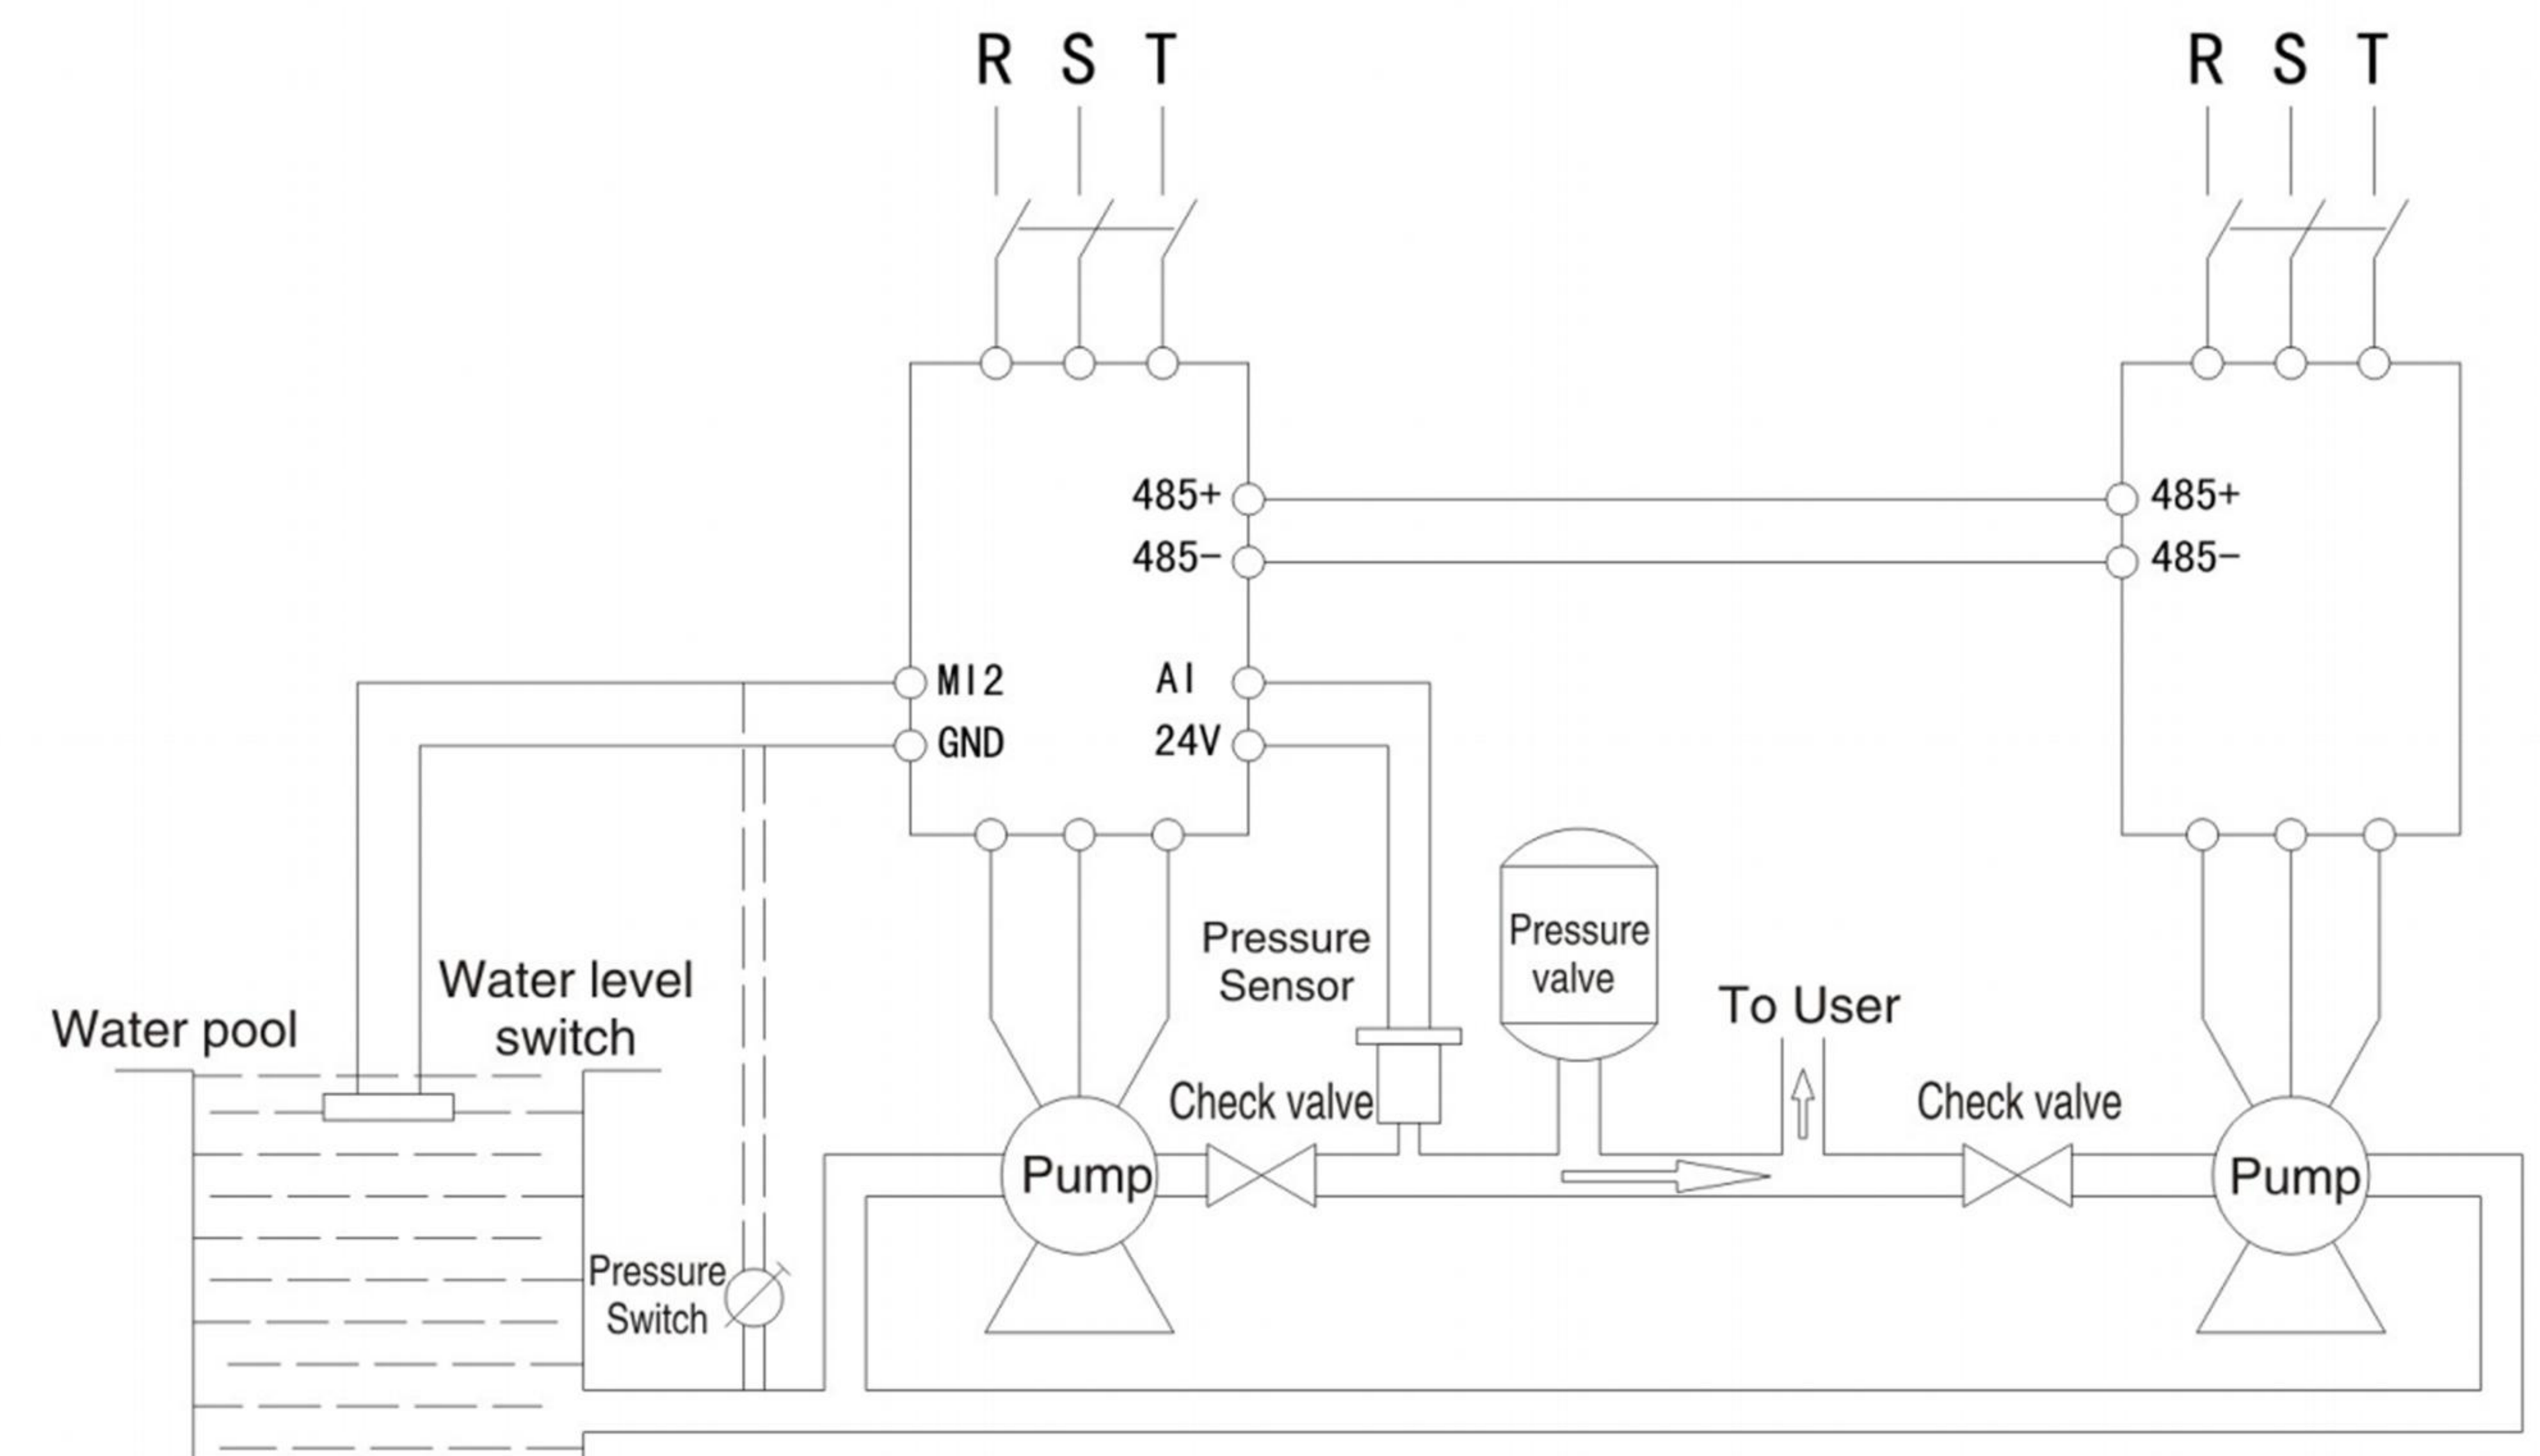 R S T
R S T
485+
485-
485+
485-
MI2
AI
GND
24V
Pressure
Sensor
Pressure
valve
Water level
switch
Water pool
To User
Check valve
Check valve
Pump
Pump
Pressure
Switch